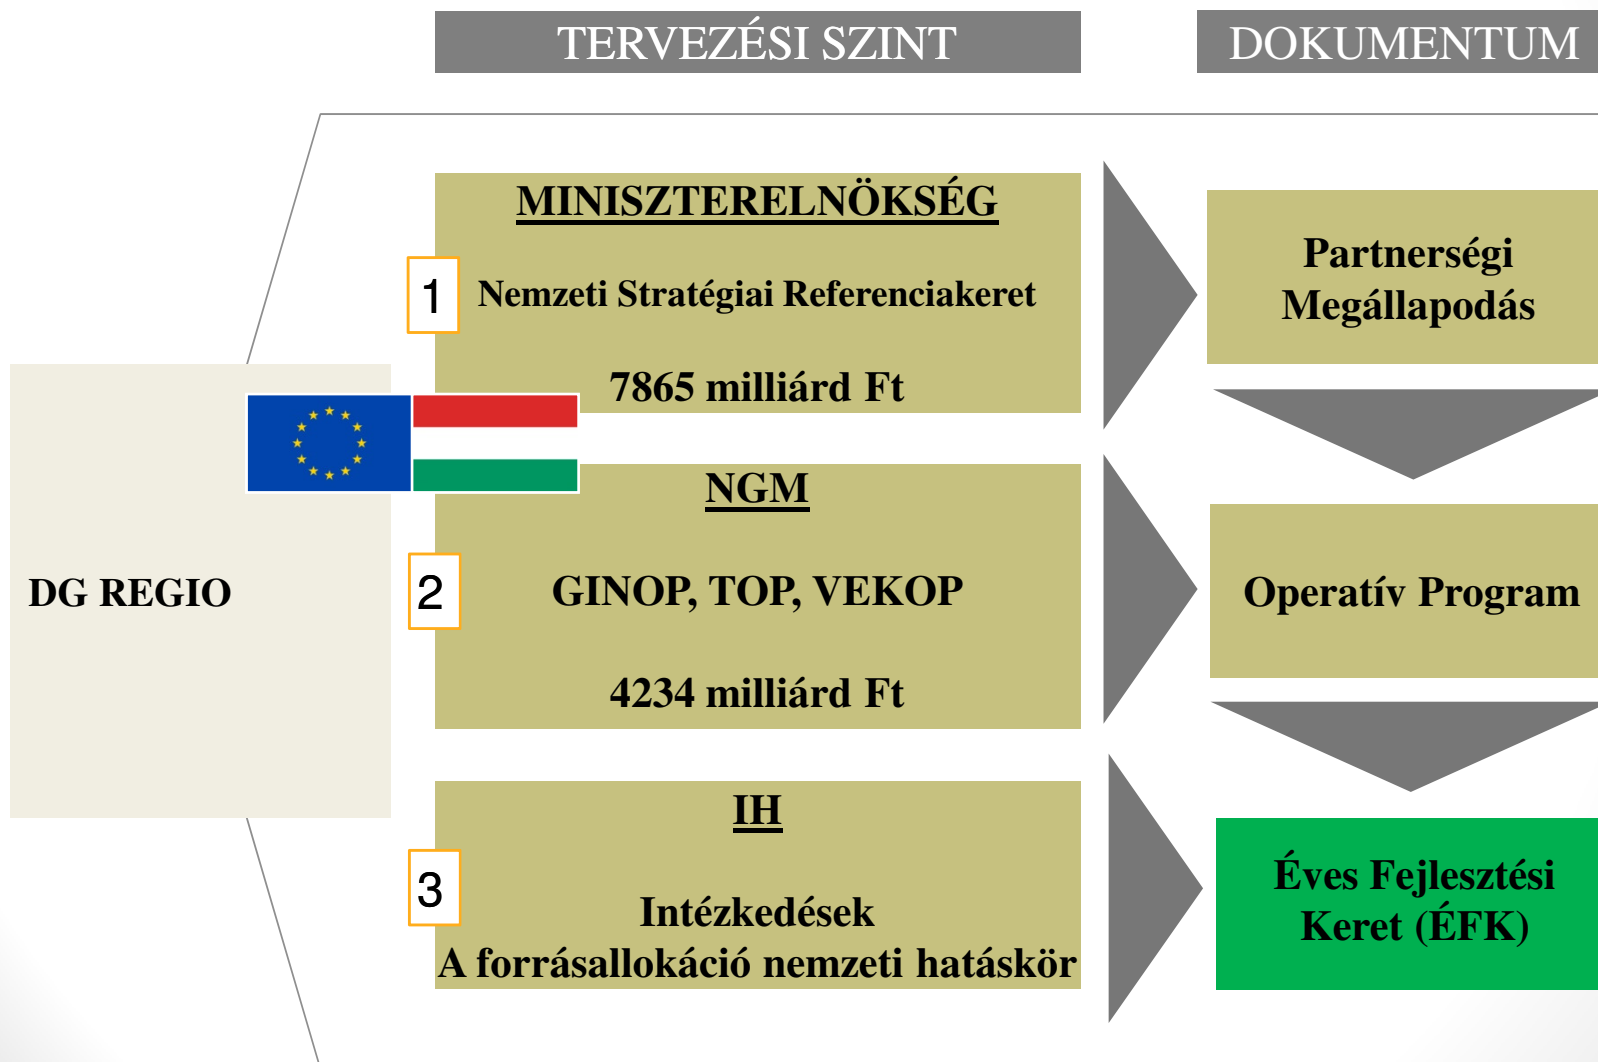 TERVEZÉSI SZINT
DOKUMENTUM
MINISZTERELNÖKSÉG
1
Nemzeti Stratégiai Referenciakeret
7865 milliárd Ft
Partnerségi
Megállapodás
DG REGIO
NGM
2
GINOP, TOP, VEKOP
4234 milliárd Ft
Operatív Program
IH
3
Intézkedések
A forrásallokáció nemzeti hatáskör
Éves Fejlesztési
Keret (ÉFK)